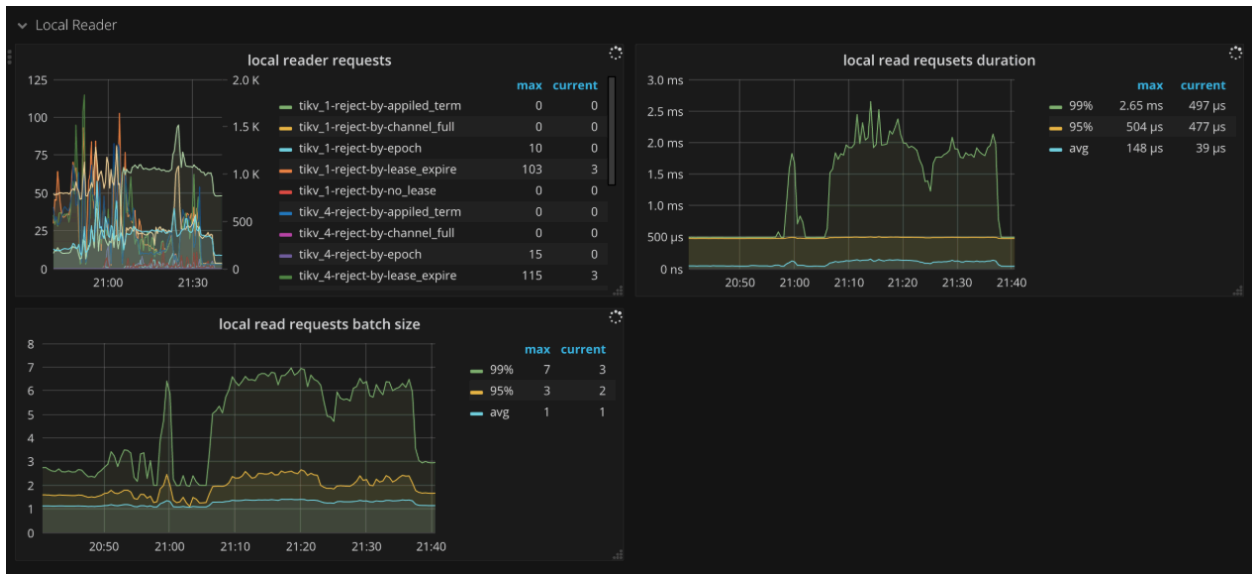 Local Reader
local reader requests
125
100
75
50
25
0
2.0 K
1.5 K
1.0 K
500
0
21:00 21:30
max current
tikv_1-reject-by-appiled_term 0 0
tikv_1-reject-by-channel_full 0 0
tikv_1-reject-by-epoch 10 0
tikv_1-reject-by-lease_expire 103 3
tikv_1-reject-by-no_lease 0 0
tikv_4-reject-by-appiled_term 0 0
tikv_4-reject-by-channel_full 0 0
tikv_4-reject-by-epoch 15 0
tikv_4-reject-by-lease_expire 115 3
local read requsets duration
3.0 ms
2.5 ms
2.0 ms
1.5 ms
1.0 ms
500 µs
0 ns
20:50 21:00 21:10 21:20 21:30 21:40
max current
99% 2.65 ms 497 µs
95% 504 µs 477 µs
avg 148 µs 39 µs
local read requests batch size
8
7
6
5
4
3
2
1
0
20:50 21:00 21:10 21:20 21:30 21:40
max current
99% 7 3
95% 3 2
avg 1 1